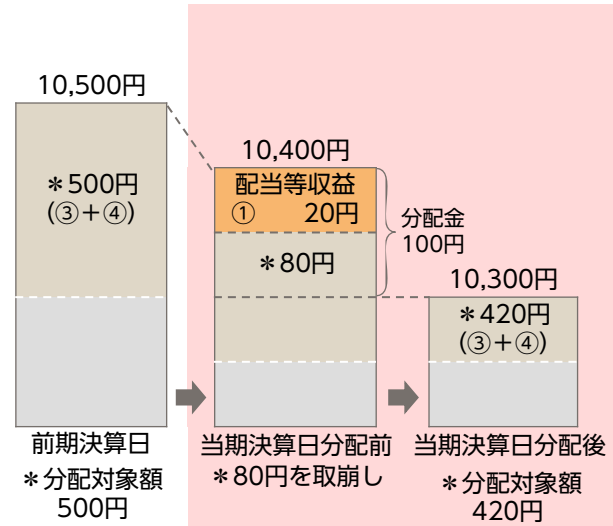 10,500円
＊500円
(③＋④)
前期決算日
＊分配対象額
500円
10,400円
配当等収益
① 20円
＊80円
分配金
100円
当期決算日分配前
＊80円を取崩し
10,300円
＊420円
(③＋④)
当期決算日分配後
＊分配対象額
420円